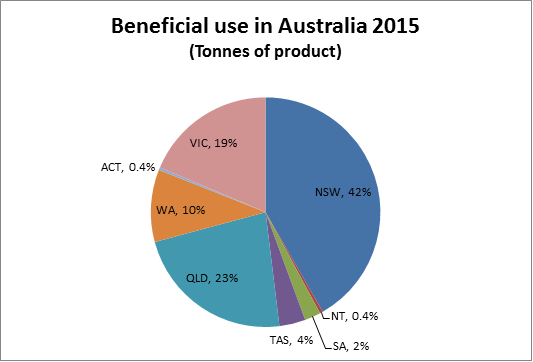 Beneficial use in Australia 2015
(Tonnes of product)
VIC, 19%
ACT, 0.4%
NSW, 42%
WA, 10%
QLD, 23%
NT, 0.4%
TAS, 4%
SA, 2%